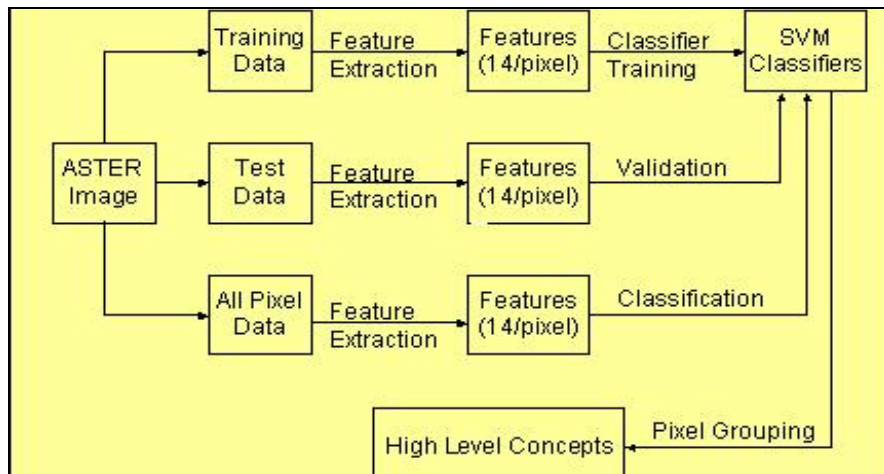 Training
Data
Feature
Extraction
Features
(14/pixel)
Classifier
Training
SVM
Classifiers
ASTER
Image
Test
Data
Feature
Extraction
Features
(14/pixel)
Validation
All Pixel
Data
Feature
Extraction
Features
(14/pixel)
Classification
High Level Concepts
Pixel Grouping